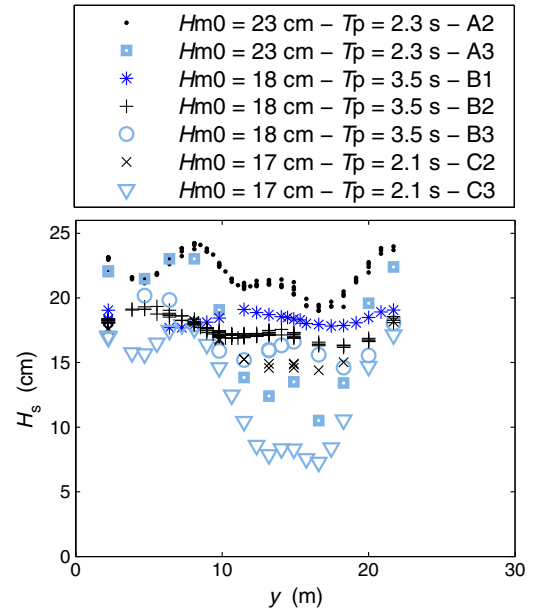 Hm0 = 23 cm – Tp = 2.3 s – A2
Hm0 = 23 cm – Tp = 2.3 s – A3
Hm0 = 18 cm – Tp = 3.5 s – B1
Hm0 = 18 cm – Tp = 3.5 s – B2
Hm0 = 18 cm – Tp = 3.5 s – B3
Hm0 = 17 cm – Tp = 2.1 s – C2
Hm0 = 17 cm – Tp = 2.1 s – C3
25
20
15
10
5
0
Hs (cm)
0 10 20 30
y (m)